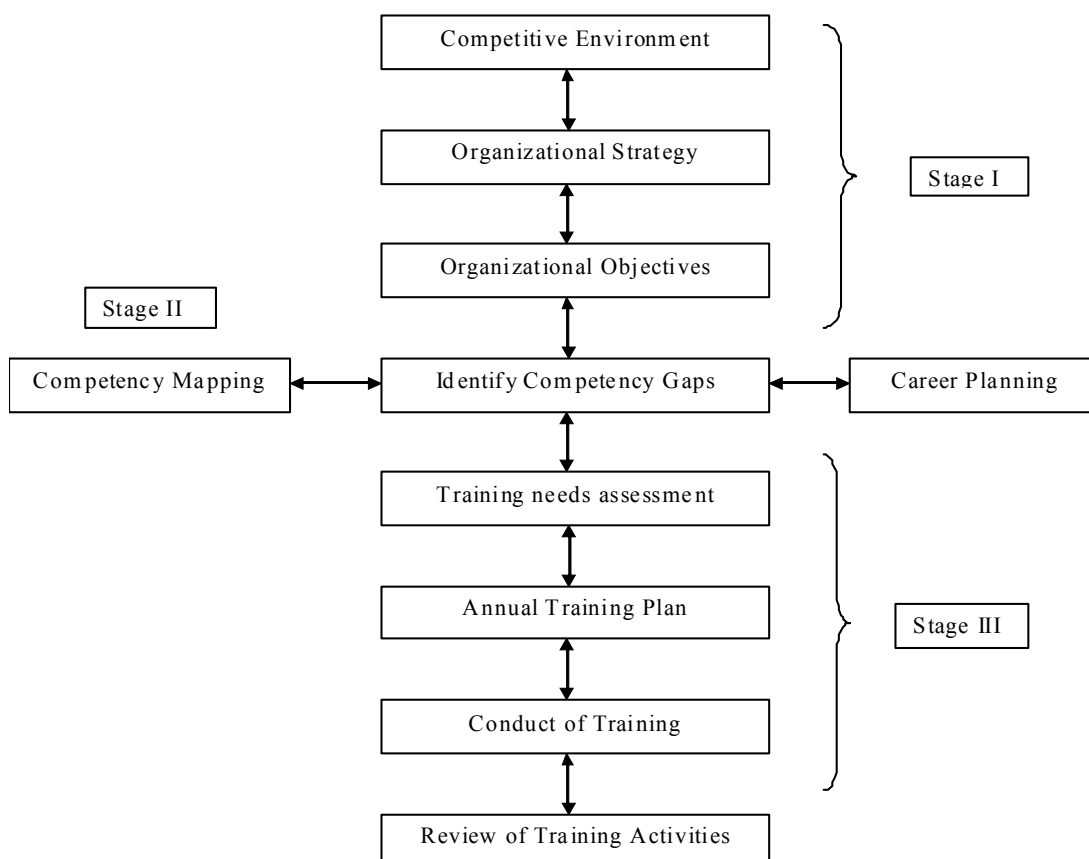 Competitive Environment
Organizational Strategy
Stage I
Organizational Objectives
Stage II
Competency Mapping
Identify Competency Gaps
Career Planning
Training needs assessment
Annual Training Plan
Stage III
Conduct of Training
Review of Training Activities